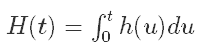 H(t) = ∫₀ᵗ h(u)du